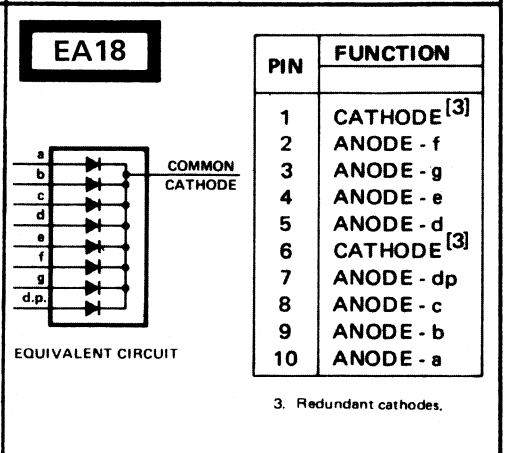 EA18
PIN FUNCTION
1 CATHODE[3]
2 ANODE - f
3 ANODE - g
4 ANODE - e
5 ANODE - d
6 CATHODE[3]
7 ANODE - dp
8 ANODE - c
9 ANODE - b
10 ANODE - a
3. Redundant cathodes.
a
b
c
d
e
f
g
d.p.
COMMON
CATHODE
EQUIVALENT CIRCUIT